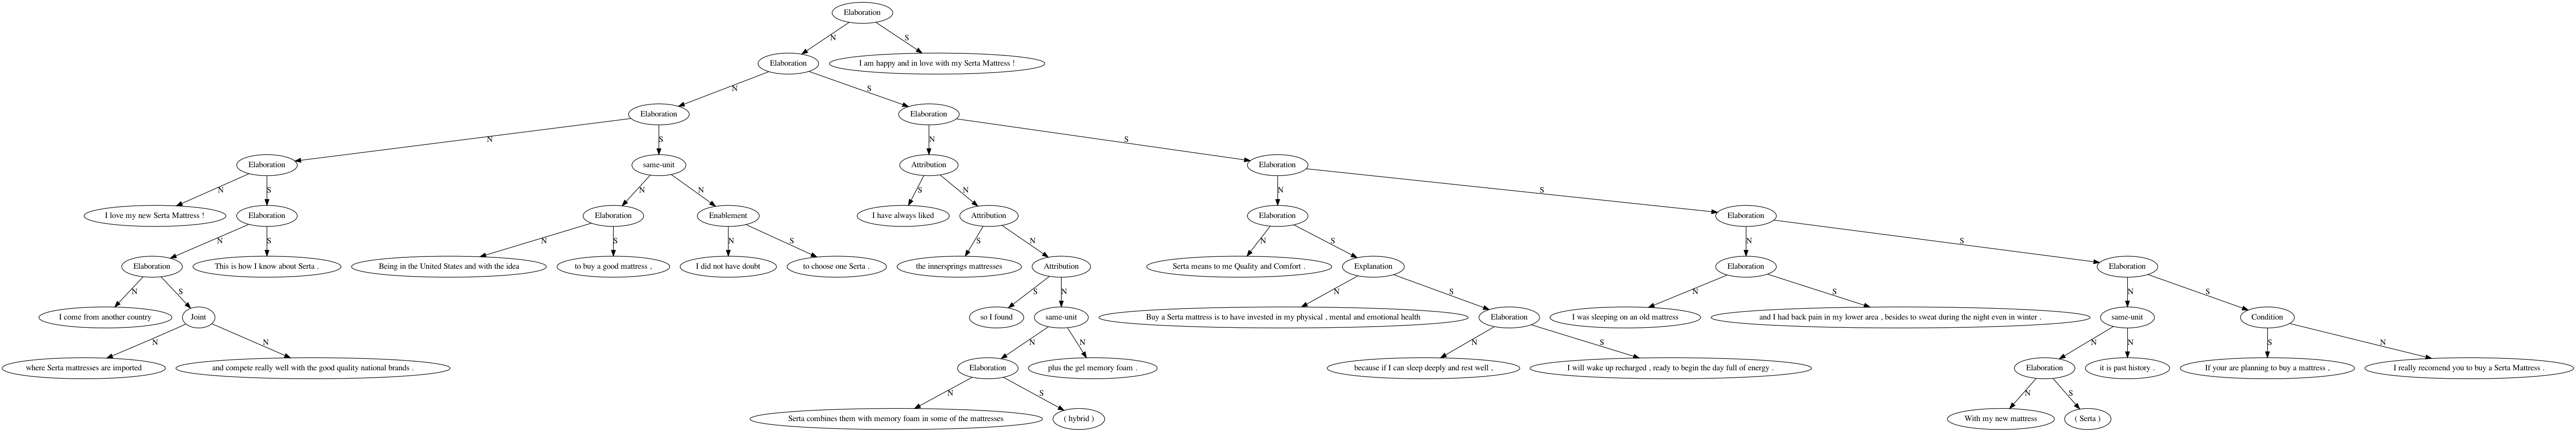 Elaboration
N S
Elaboration I am happy and in love with my Serta Mattress !
N S
Elaboration Elaboration
N S N S
Elaboration same-unit Attribution Elaboration
N S N N S N N S
I love my new Serta Mattress ! Elaboration Elaboration Enablement I have always liked Attribution Elaboration Elaboration
N S N S N S S N N S N S
Elaboration This is how I know about Serta . Being in the United States and with the idea to buy a good mattress , I did not have doubt to choose one Serta . the innersprings mattresses Attribution Serta means to me Quality and Comfort . Explanation Elaboration Elaboration
N S S N N S N S N S
I come from another country Joint so I found same-unit Buy a Serta mattress is to have invested in my physical , mental and emotional health Elaboration I was sleeping on an old mattress and I had back pain in my lower area , besides to sweat during the night even in winter . same-unit Condition
N N N N N S N N S N
where Serta mattresses are imported and compete really well with the good quality national brands . Elaboration plus the gel memory foam . because if I can sleep deeply and rest well , I will wake up recharged , ready to begin the day full of energy . Elaboration it is past history . If your are planning to buy a mattress , I really recomend you to buy a Serta Mattress .
N S N S
Serta combines them with memory foam in some of the mattresses ( hybrid ) With my new mattress ( Serta )